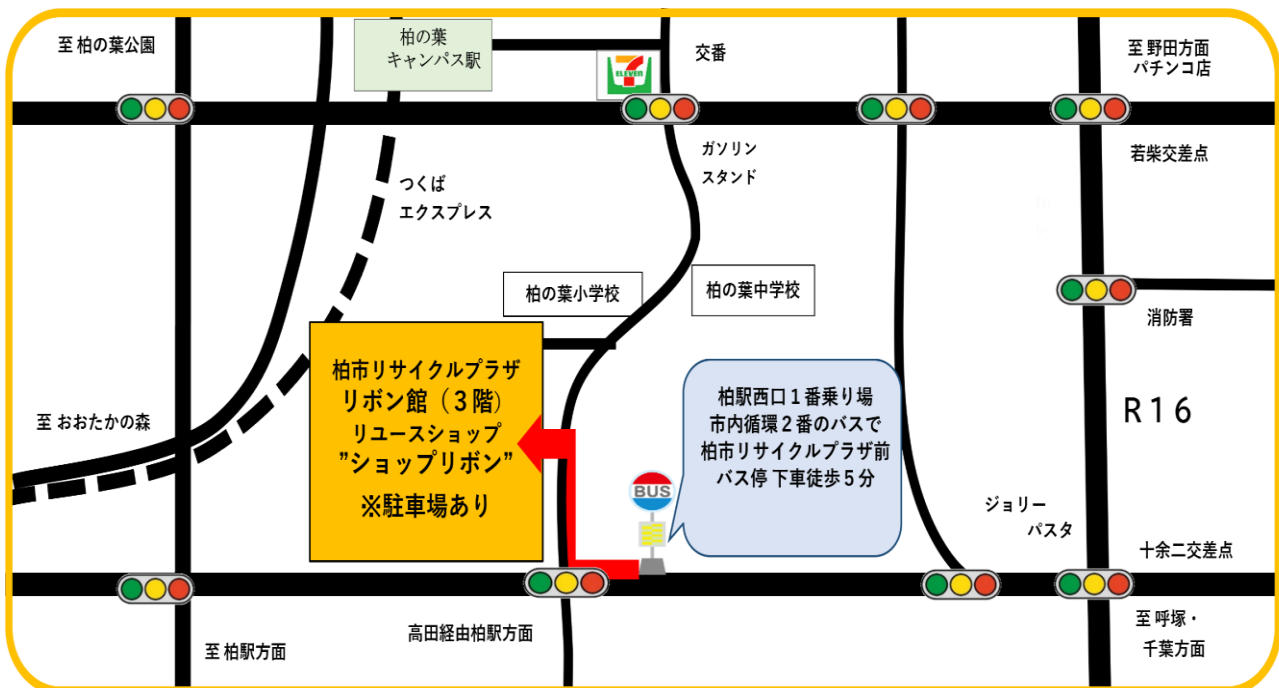 至 柏の葉公園
柏の葉
キャンパス駅
ELEVEN
交番
至 野田方面
パチンコ店
ガソリン
スタンド
若柴交差点
つくば
エクスプレス
柏の葉小学校
柏の葉中学校
消防署
柏市リサイクルプラザ
リボン館（３階）
リユースショップ
”ショップリボン”
※駐車場あり
柏駅西口１番乗り場
市内循環２番のバスで
柏市リサイクルプラザ前
バス停 下車徒歩５分
Ｒ１６
至 おおたかの森
BUS
ジョリー
パスタ
十余二交差点
高田経由柏駅方面
至 柏駅方面
至 呼塚・
千葉方面